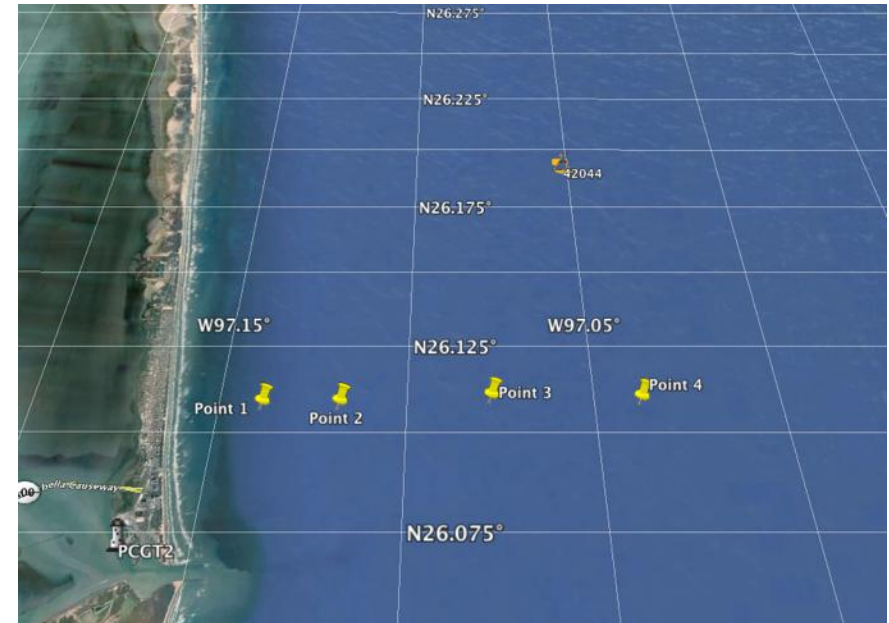 N26.275°
N26.225°
42044
N26.175°
W97.15°
W97.05°
N26.125°
Point 1
Point 2
Point 3
Point 4
bella Causeway
N26.075°
PCGT2